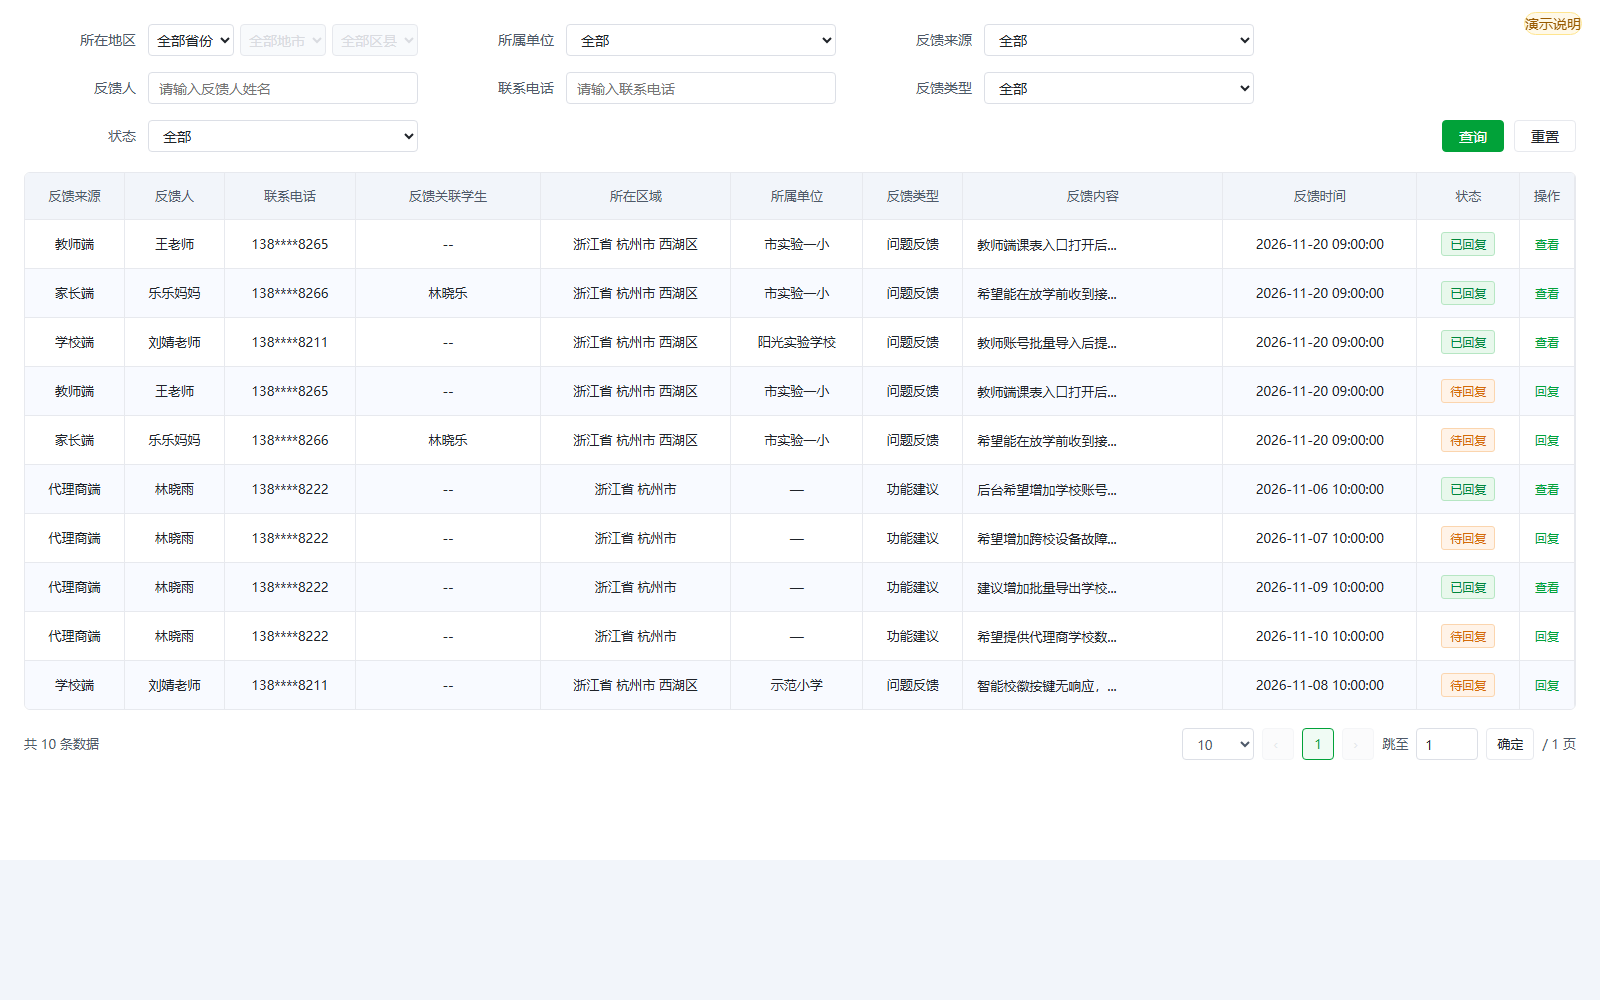 演示说明
所在地区 全部省份 全部地市 全部区县 所属单位 全部 反馈来源 全部
反馈人 请输入反馈人姓名 联系电话 请输入联系电话 反馈类型 全部
状态 全部 查询 重置
反馈来源 反馈人 联系电话 反馈关联学生 所在区域 所属单位 反馈类型 反馈内容 反馈时间 状态 操作
教师端 王老师 138****8265 -- 浙江省 杭州市 西湖区 市实验一小 问题反馈 教师端课表入口打开后... 2026-11-20 09:00:00 已回复 查看
家长端 乐乐妈妈 138****8266 林晓乐 浙江省 杭州市 西湖区 市实验一小 问题反馈 希望能在放学前收到接... 2026-11-20 09:00:00 已回复 查看
学校端 刘婧老师 138****8211 -- 浙江省 杭州市 西湖区 阳光实验学校 问题反馈 教师账号批量导入后提... 2026-11-20 09:00:00 已回复 查看
教师端 王老师 138****8265 -- 浙江省 杭州市 西湖区 市实验一小 问题反馈 教师端课表入口打开后... 2026-11-20 09:00:00 待回复 回复
家长端 乐乐妈妈 138****8266 林晓乐 浙江省 杭州市 西湖区 市实验一小 问题反馈 希望能在放学前收到接... 2026-11-20 09:00:00 待回复 回复
代理商端 林晓雨 138****8222 -- 浙江省 杭州市 — 功能建议 后台希望增加学校账号... 2026-11-06 10:00:00 已回复 查看
代理商端 林晓雨 138****8222 -- 浙江省 杭州市 — 功能建议 希望增加跨校设备故障... 2026-11-07 10:00:00 待回复 回复
代理商端 林晓雨 138****8222 -- 浙江省 杭州市 — 功能建议 建议增加批量导出学校... 2026-11-09 10:00:00 已回复 查看
代理商端 林晓雨 138****8222 -- 浙江省 杭州市 — 功能建议 希望提供代理商学校数... 2026-11-10 10:00:00 待回复 回复
学校端 刘婧老师 138****8211 -- 浙江省 杭州市 西湖区 示范小学 问题反馈 智能校徽按键无响应，... 2026-11-08 10:00:00 待回复 回复
共 10 条数据 10 ‹ 1 › 跳至 1 确定 / 1 页